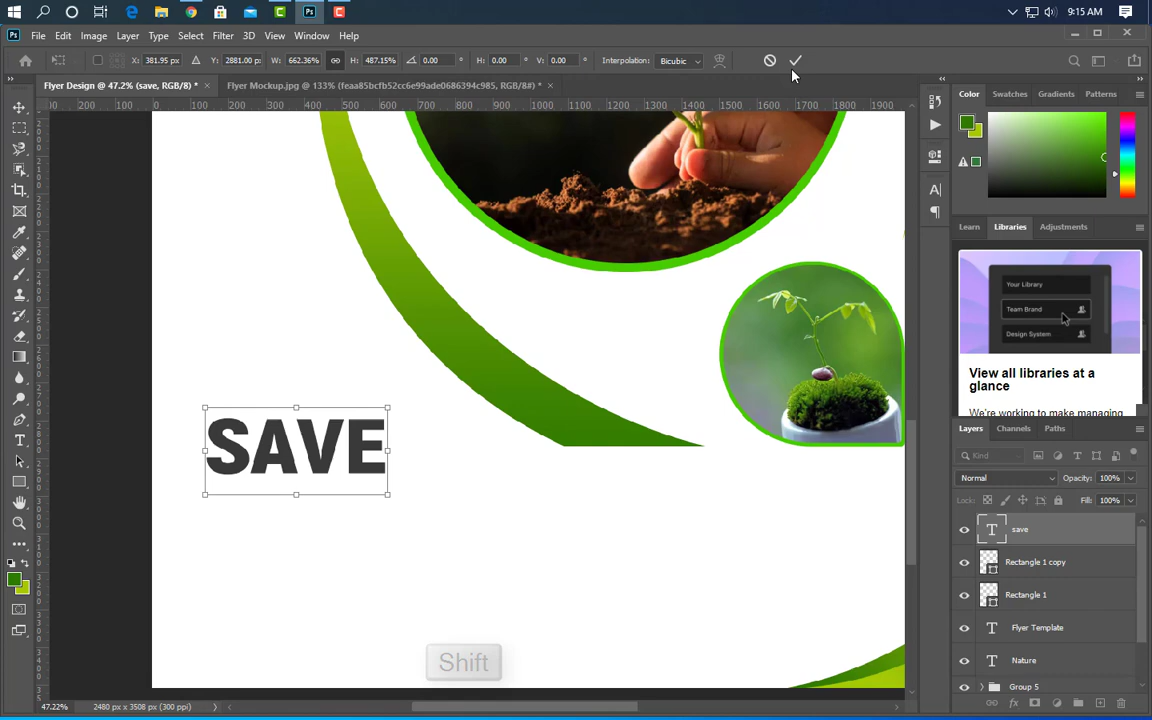 9:15 AM
Ps File Edit Image Layer Type Select Filter 3D View Window Help
X: 381.95 px Y: 2881.00 px W: 662.36% H: 487.15% 0.00 H: 0.00 V: 0.00 Interpolation: Bicubic
Flyer Design @ 47.2% (save, RGB/8) * × Flyer Mockup.jpg @ 133% (feaa85bcfb52cc6e99ade0686394c985, RGB/8#) * ×
Color Swatches Gradients Patterns
Learn Libraries Adjustments
Your Library
Team Brand
Design System
View all libraries at a glance
We're working to make managing
SAVE
Layers Channels Paths
Kind
Normal Opacity: 100%
Lock: Fill: 100%
T save
Rectangle 1 copy
Rectangle 1
T Flyer Template
T Nature
Group 5
Shift
47.22% 2480 px x 3508 px (300 ppi)